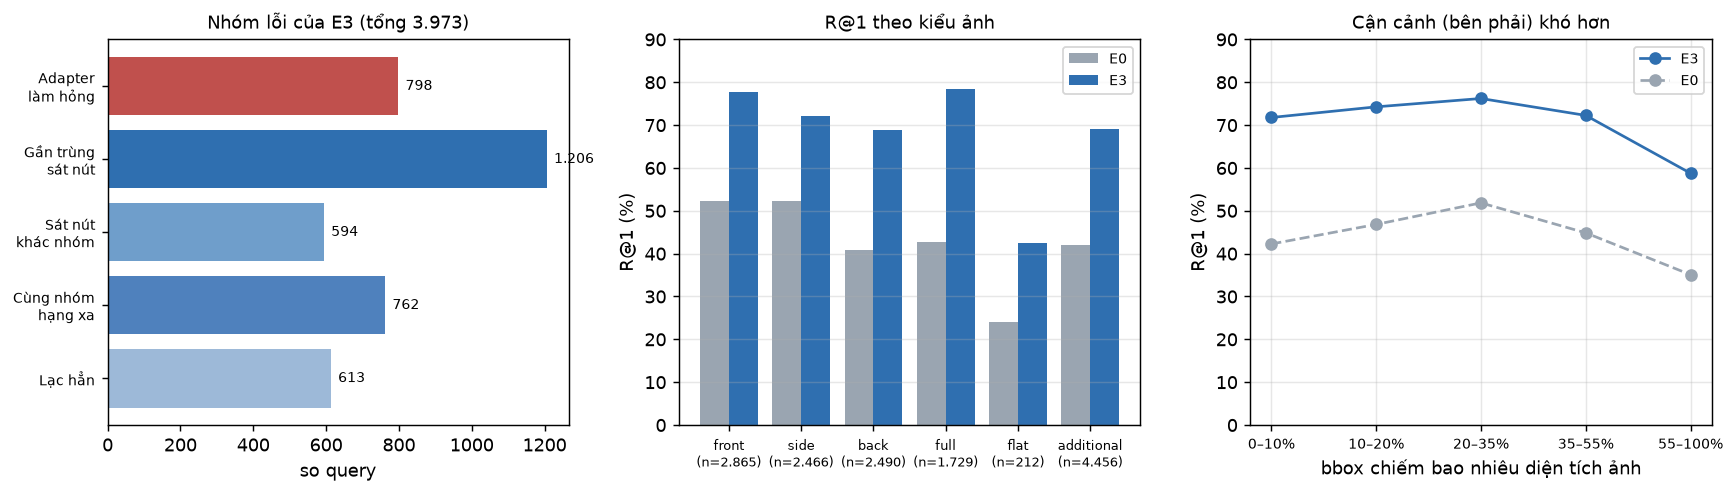 Nhóm lỗi của E3 (tổng 3.973)
Adapter
làm hỏng
798
Gần trùng
sát nút
1.206
Sát nút
khác nhóm
594
Cùng nhóm
hạng xa
762
Lạc hẳn
613
0 200 400 600 800 1000 1200
so query
R@1 theo kiểu ảnh
E0
E3
90
80
70
60
50
40
30
20
10
0
R@1 (%)
front side back full flat additional
(n=2.865) (n=2.466) (n=2.490) (n=1.729) (n=212) (n=4.456)
Cận cảnh (bên phải) khó hơn
E3
E0
90
80
70
60
50
40
30
20
10
0
R@1 (%)
0–10% 10–20% 20–35% 35–55% 55–100%
bbox chiếm bao nhiêu diện tích ảnh